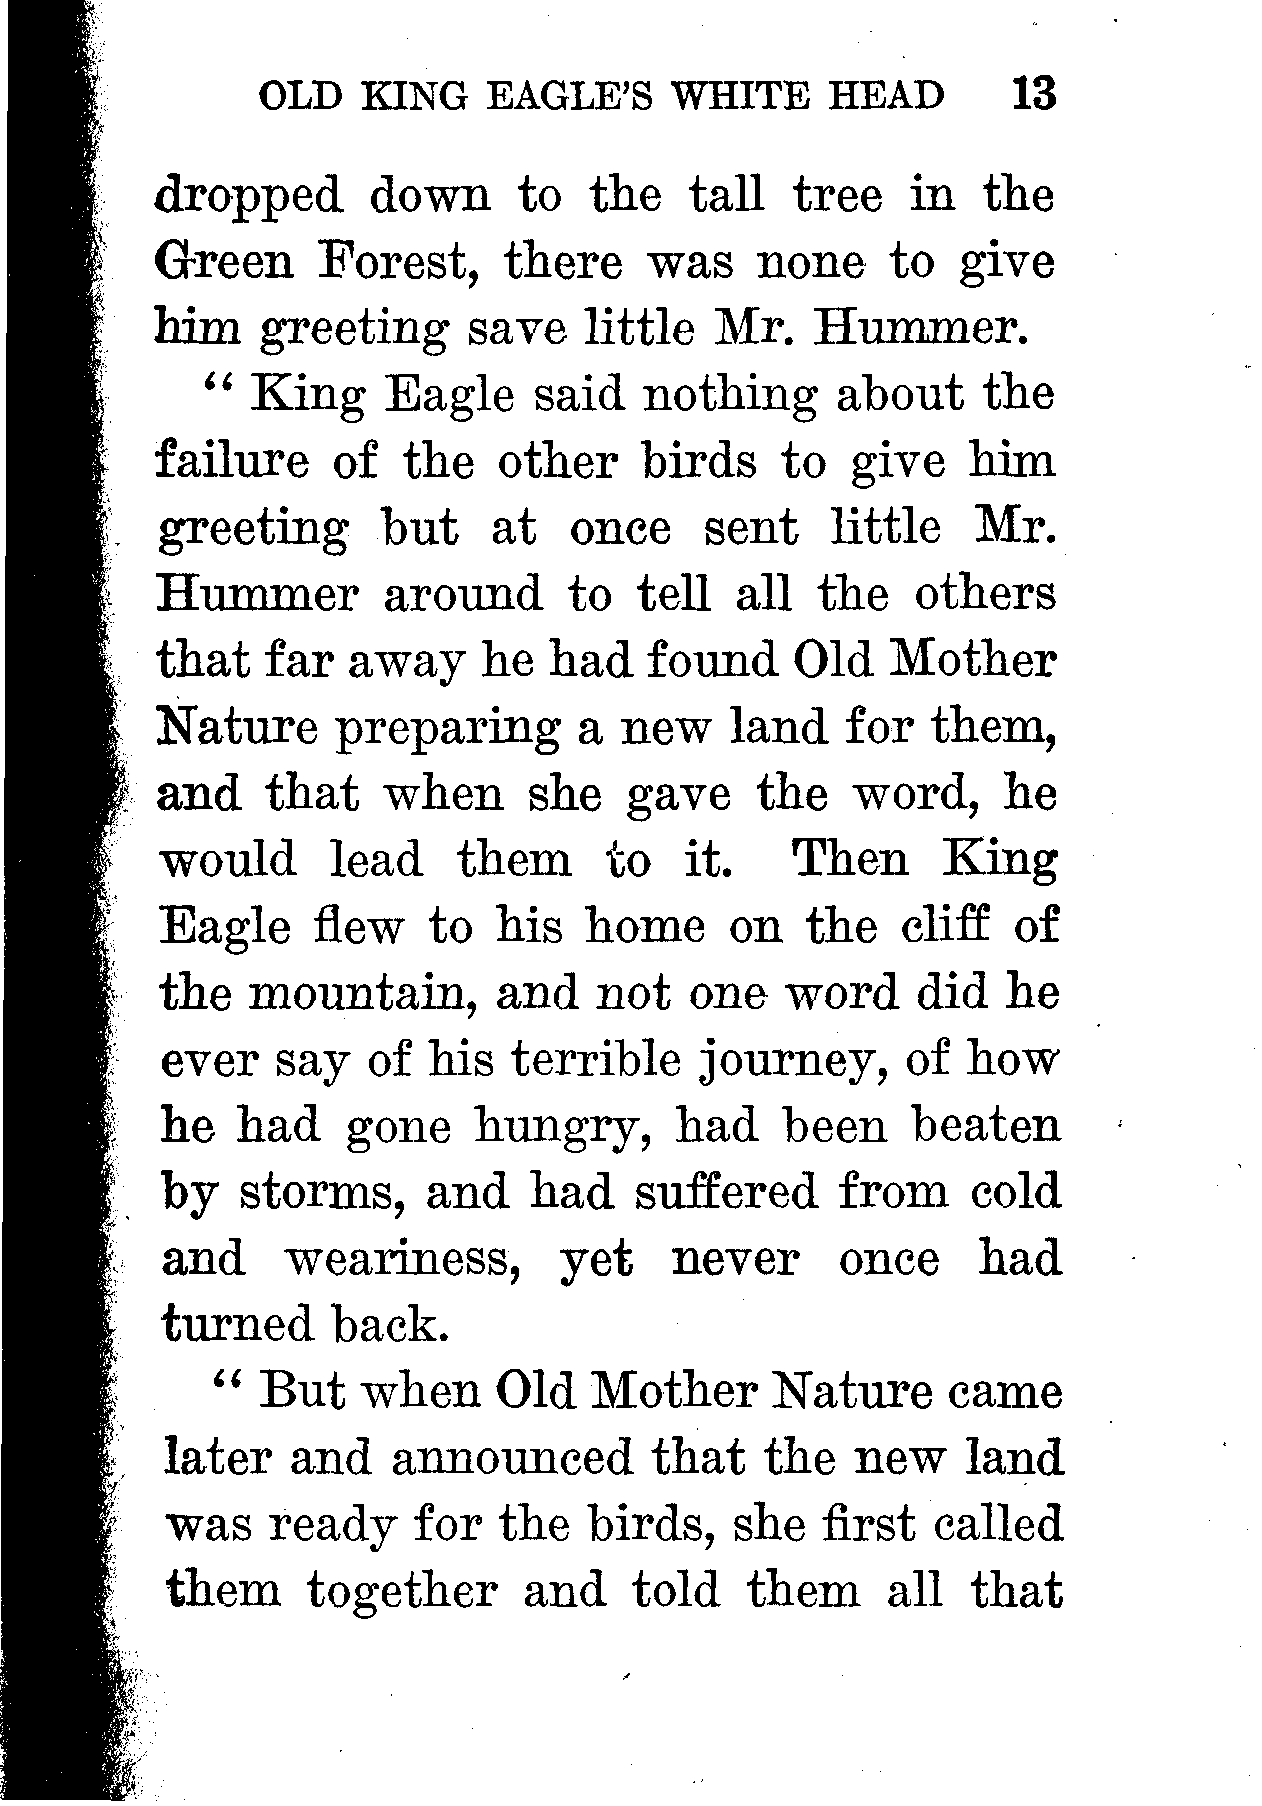 OLD KING EAGLE'S WHITE HEAD 13
dropped down to the tall tree in the
Green Forest, there was none to give
him greeting save little Mr. Hummer.
“ King Eagle said nothing about the
failure of the other birds to give him
greeting but at once sent little Mr.
Hummer around to tell all the others
that far away he had found Old Mother
Nature preparing a new land for them,
and that when she gave the word, he
would lead them to it. Then King
Eagle flew to his home on the cliff of
the mountain, and not one word did he
ever say of his terrible journey, of how
he had gone hungry, had been beaten
by storms, and had suffered from cold
and weariness, yet never once had
turned back.
“ But when Old Mother Nature came
later and announced that the new land
was ready for the birds, she first called
them together and told them all that